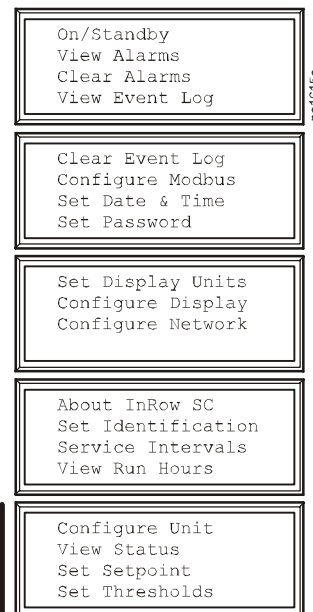 On/Standby
View Alarms
Clear Alarms
View Event Log
Clear Event Log
Configure Modbus
Set Date & Time
Set Password
Set Display Units
Configure Display
Configure Network
About InRow SC
Set Identification
Service Intervals
View Run Hours
Configure Unit
View Status
Set Setpoint
Set Thresholds